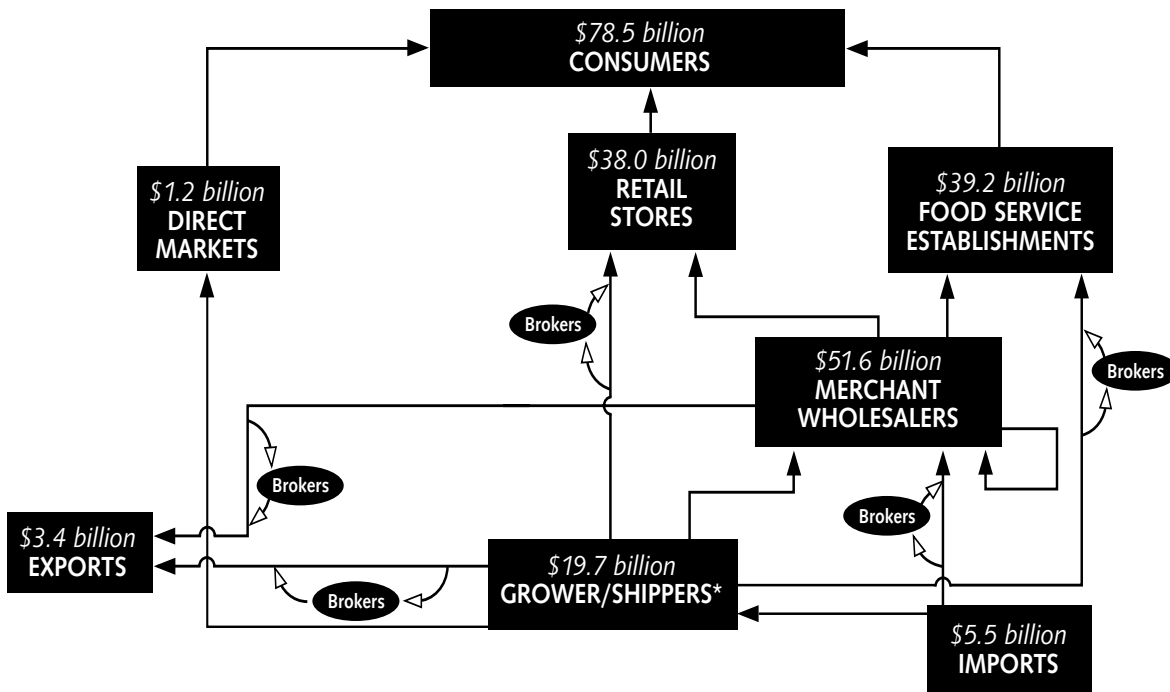 $78.5 billion
CONSUMERS
$1.2 billion
DIRECT
MARKETS
$38.0 billion
RETAIL
STORES
$39.2 billion
FOOD SERVICE
ESTABLISHMENTS
Brokers
$51.6 billion
MERCHANT
WHOLESALERS
Brokers
Brokers
Brokers
$3.4 billion
EXPORTS
$19.7 billion
GROWER/SHIPPERS*
Brokers
$5.5 billion
IMPORTS